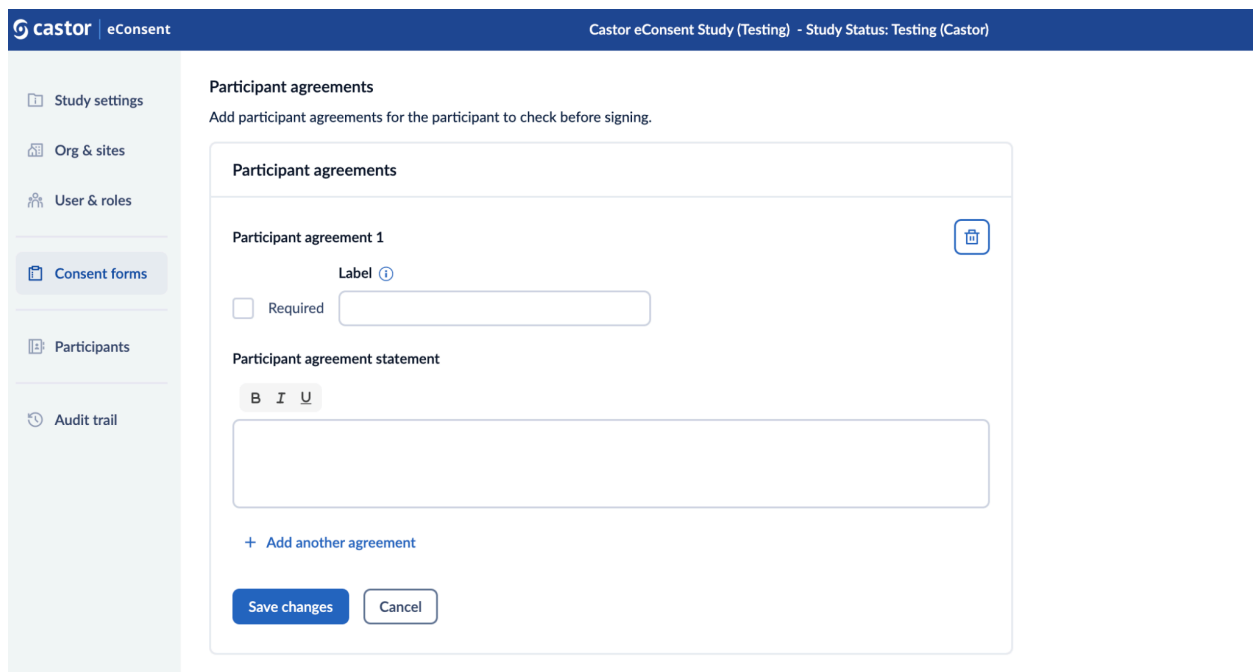 castor | eConsent
Castor eConsent Study (Testing) - Study Status: Testing (Castor)
Study settings
Org & sites
User & roles
Consent forms
Participants
Audit trail
Participant agreements
Add participant agreements for the participant to check before signing.
Participant agreements
Participant agreement 1
Label
Required
Participant agreement statement
B I U
+ Add another agreement
Save changes Cancel